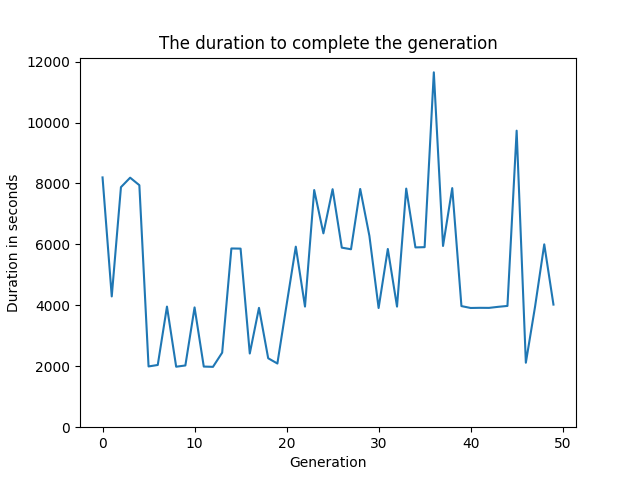 The duration to complete the generation
12000
10000
8000
6000
4000
2000
0
Duration in seconds
0 10 20 30 40 50
Generation